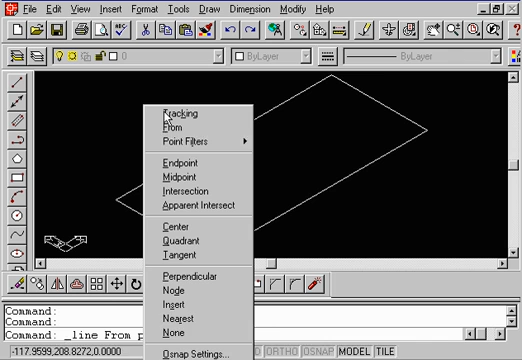 File Edit View Insert Format Tools Draw Dimension Modify Help
ABC
0 ByLayer ByLayer
Tracking
From
Point Filters
Endpoint
Midpoint
Intersection
Apparent Intersect
Center
Quadrant
Tangent
Perpendicular
Node
Insert
Nearest
None
Osnap Settings...
Command:
Command:
Command: _line From p
-117.9599,208.8272,0.0000 ORTHO OSNAP MODEL TILE